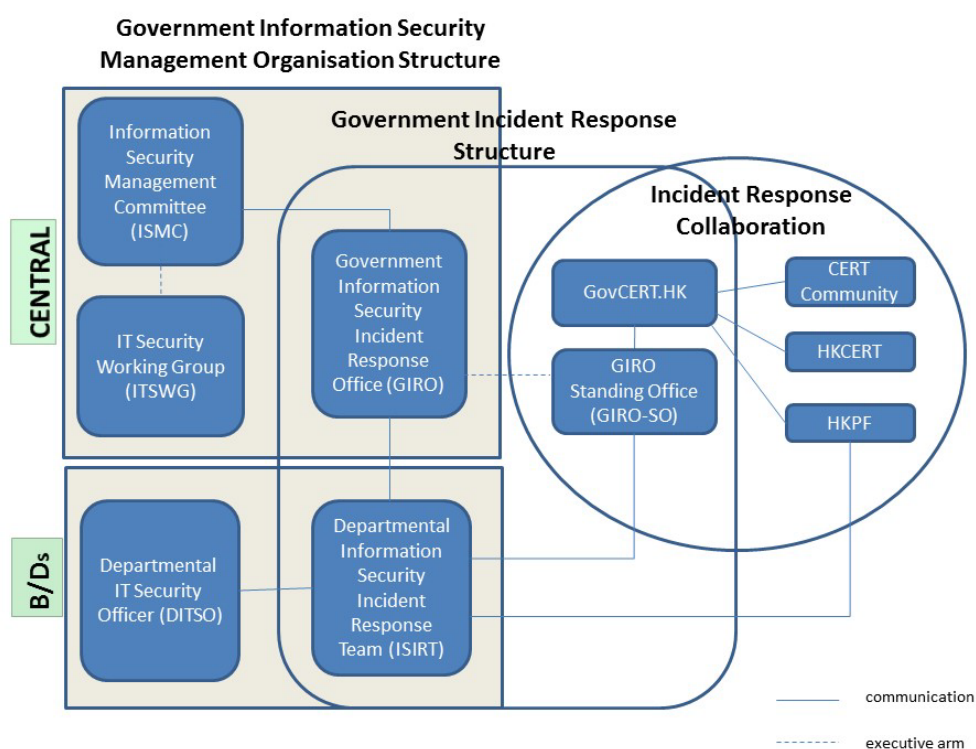 Government Information Security
Management Organisation Structure
Government Incident Response
Structure
Incident Response
Collaboration
CENTRAL
Information
Security
Management
Committee
(ISMC)
IT Security
Working Group
(ITSWG)
Government
Information
Security
Incident
Response
Office (GIRO)
GovCERT.HK
GIRO
Standing Office
(GIRO-SO)
CERT
Community
HKCERT
HKPF
B/Ds
Departmental
IT Security
Officer (DITSO)
Departmental
Information
Security
Incident
Response
Team (ISIRT)
communication
executive arm